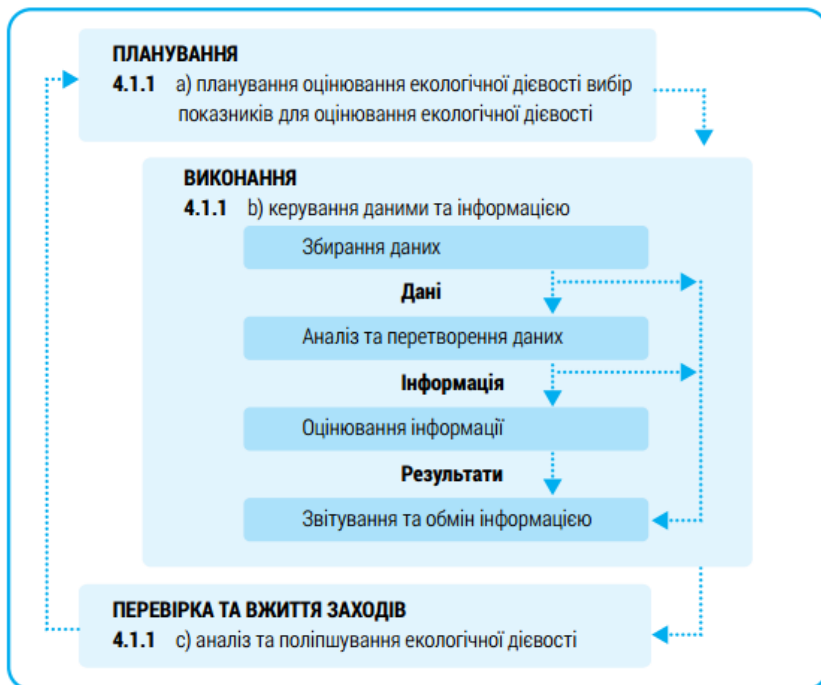 ПЛАНУВАННЯ
4.1.1 а) планування оцінювання екологічної дієвості вибір
показників для оцінювання екологічної дієвості
ВИКОНАННЯ
4.1.1 b) керування даними та інформацією
Збирання даних
Дані
Аналіз та перетворення даних
Інформація
Оцінювання інформації
Результати
Звітування та обмін інформацією
ПЕРЕВІРКА ТА ВЖИТТЯ ЗАХОДІВ
4.1.1 с) аналіз та поліпшування екологічної дієвості